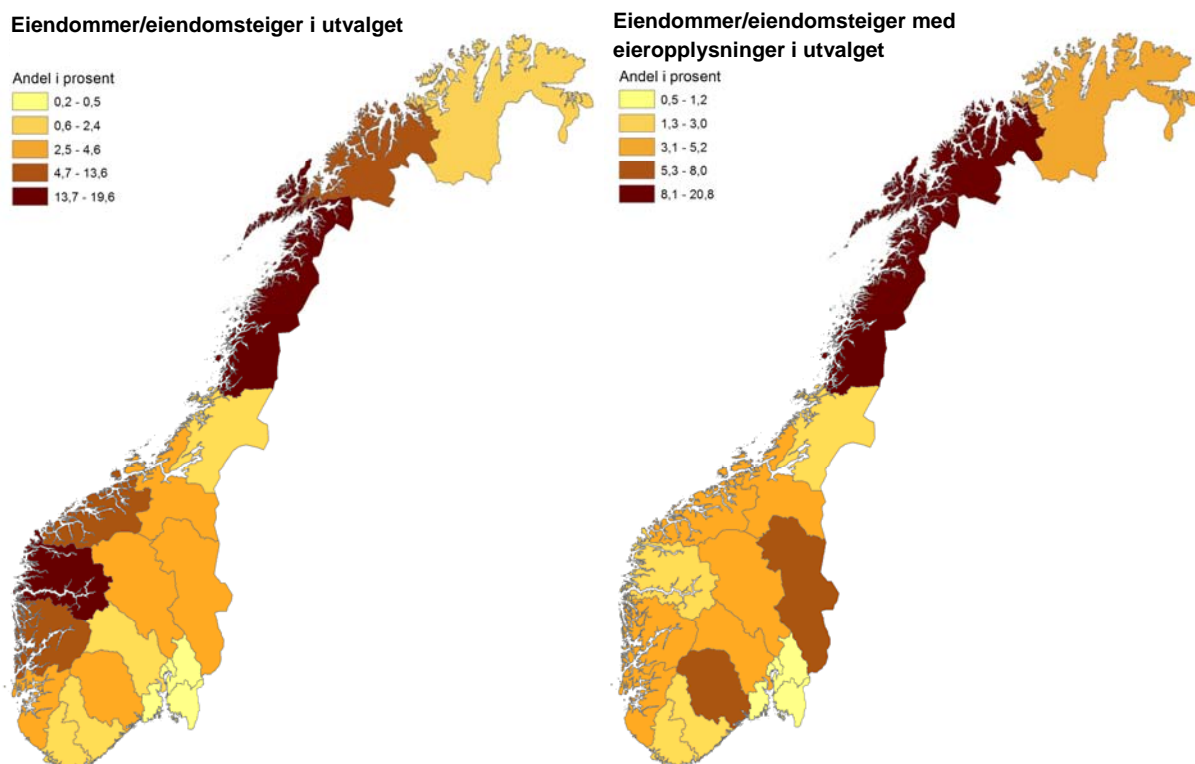 Eiendommer/eiendomsteiger i utvalget
Andel i prosent
0,2 - 0,5
0,6 - 2,4
2,5 - 4,6
4,7 - 13,6
13,7 - 19,6
Eiendommer/eiendomsteiger med
eieropplysninger i utvalget
Andel i prosent
0,5 - 1,2
1,3 - 3,0
3,1 - 5,2
5,3 - 8,0
8,1 - 20,8